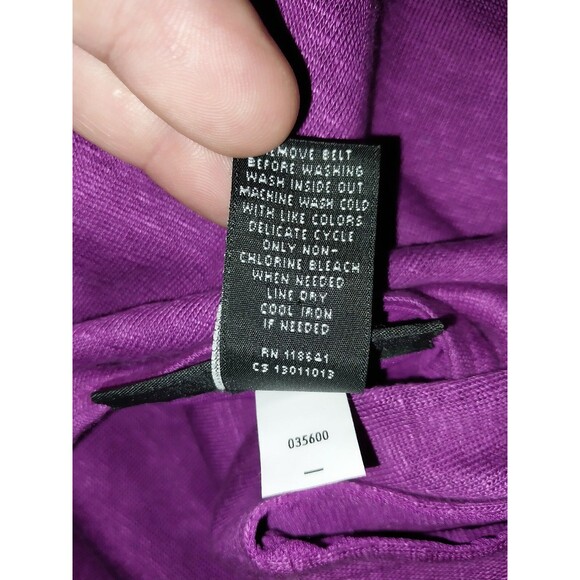 REMOVE BELT
BEFORE WASHING
WASH INSIDE OUT
MACHINE WASH COLD
WITH LIKE COLORS
DELICATE CYCLE
ONLY NON-
CHLORINE BLEACH
WHEN NEEDED
LINE DRY
COOL IRON
IF NEEDED
RN 118641
CS 13011013
035600